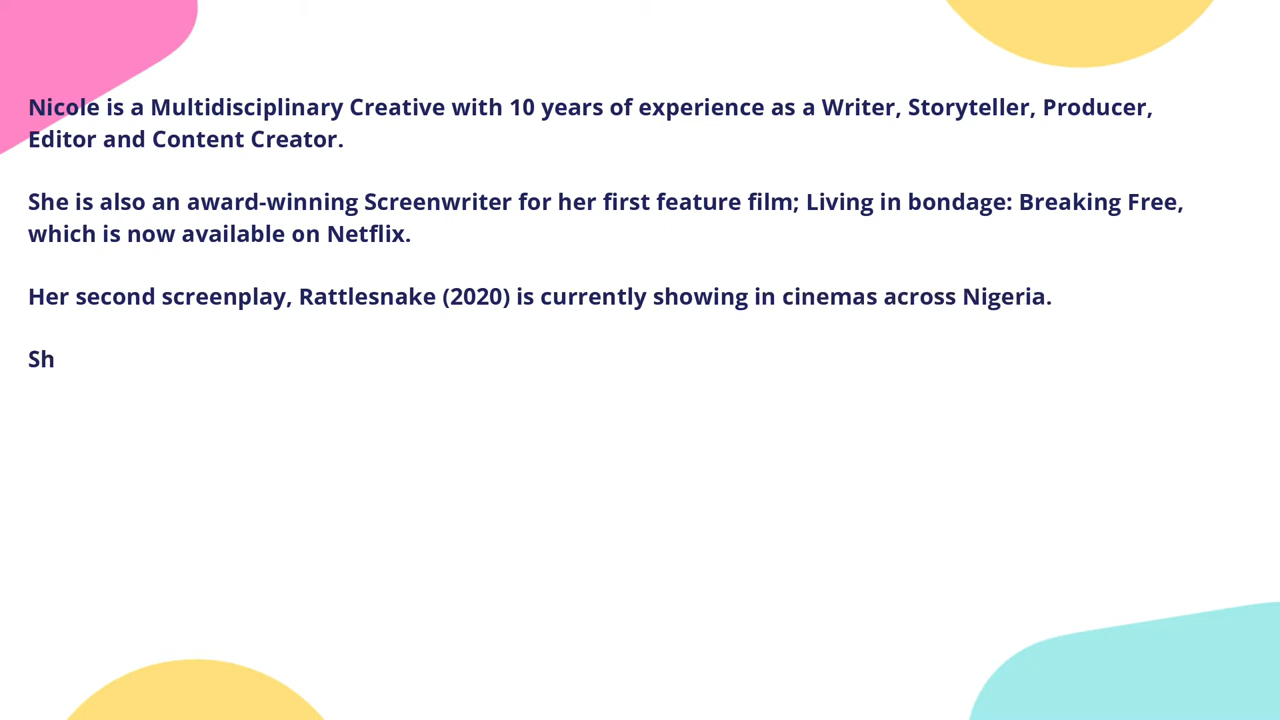 Nicole is a Multidisciplinary Creative with 10 years of experience as a Writer, Storyteller, Producer,
Editor and Content Creator.
She is also an award-winning Screenwriter for her first feature film; Living in bondage: Breaking Free,
which is now available on Netflix.
Her second screenplay, Rattlesnake (2020) is currently showing in cinemas across Nigeria.
Sh